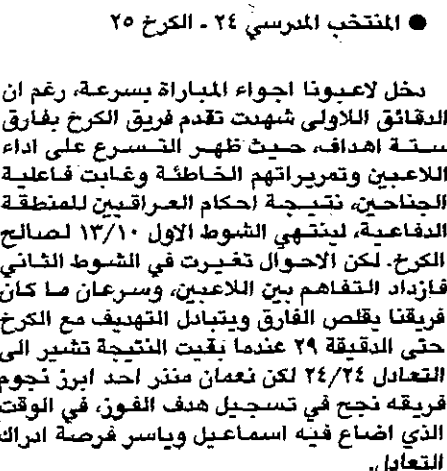 ● المنتخب المدرسي ٢٤ ـ الكرخ ٢٥
دخل لاعبونا اجواء المباراة بسرعة، رغم ان
الدقائق اللاولى شهدت تقدم فريق الكرخ بفارق
ستة اهداف، حيث ظهر التسرع على اداء
اللاعبين وتمريراتهم الخاطئة وغابت فاعلية
الجناحين، نتيجة احكام العراقيين للمنطقة
الدفاعية، لينتهي الشوط الاول ١٣/١٠ لصالح
الكرخ. لكن الاحوال تغيرت في الشوط الثاني
فازداد التفاهم بين اللاعبين، وسرعان ما كان
فريقنا يقلص الفارق ويتبادل التهديف مع الكرخ
حتى الدقيقة ٢٩ عندما بقيت النتيجة تشير الى
التعادل ٢٤/٢٤ لكن نعمان منذر احد ابرز نجوم
فريقه نجح في تسجيل هدف الفوز، في الوقت
الذي اضاع فيه اسماعيل وياسر فرصة ادراك
التعادل.